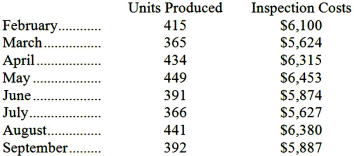 Units Produced Inspection Costs
February............ 415 $6,100
March................ 365 $5,624
April.................. 434 $6,315
May .................. 449 $6,453
June .................. 391 $5,874
July................... 366 $5,627
August............... 441 $6,380
September......... 392 $5,887